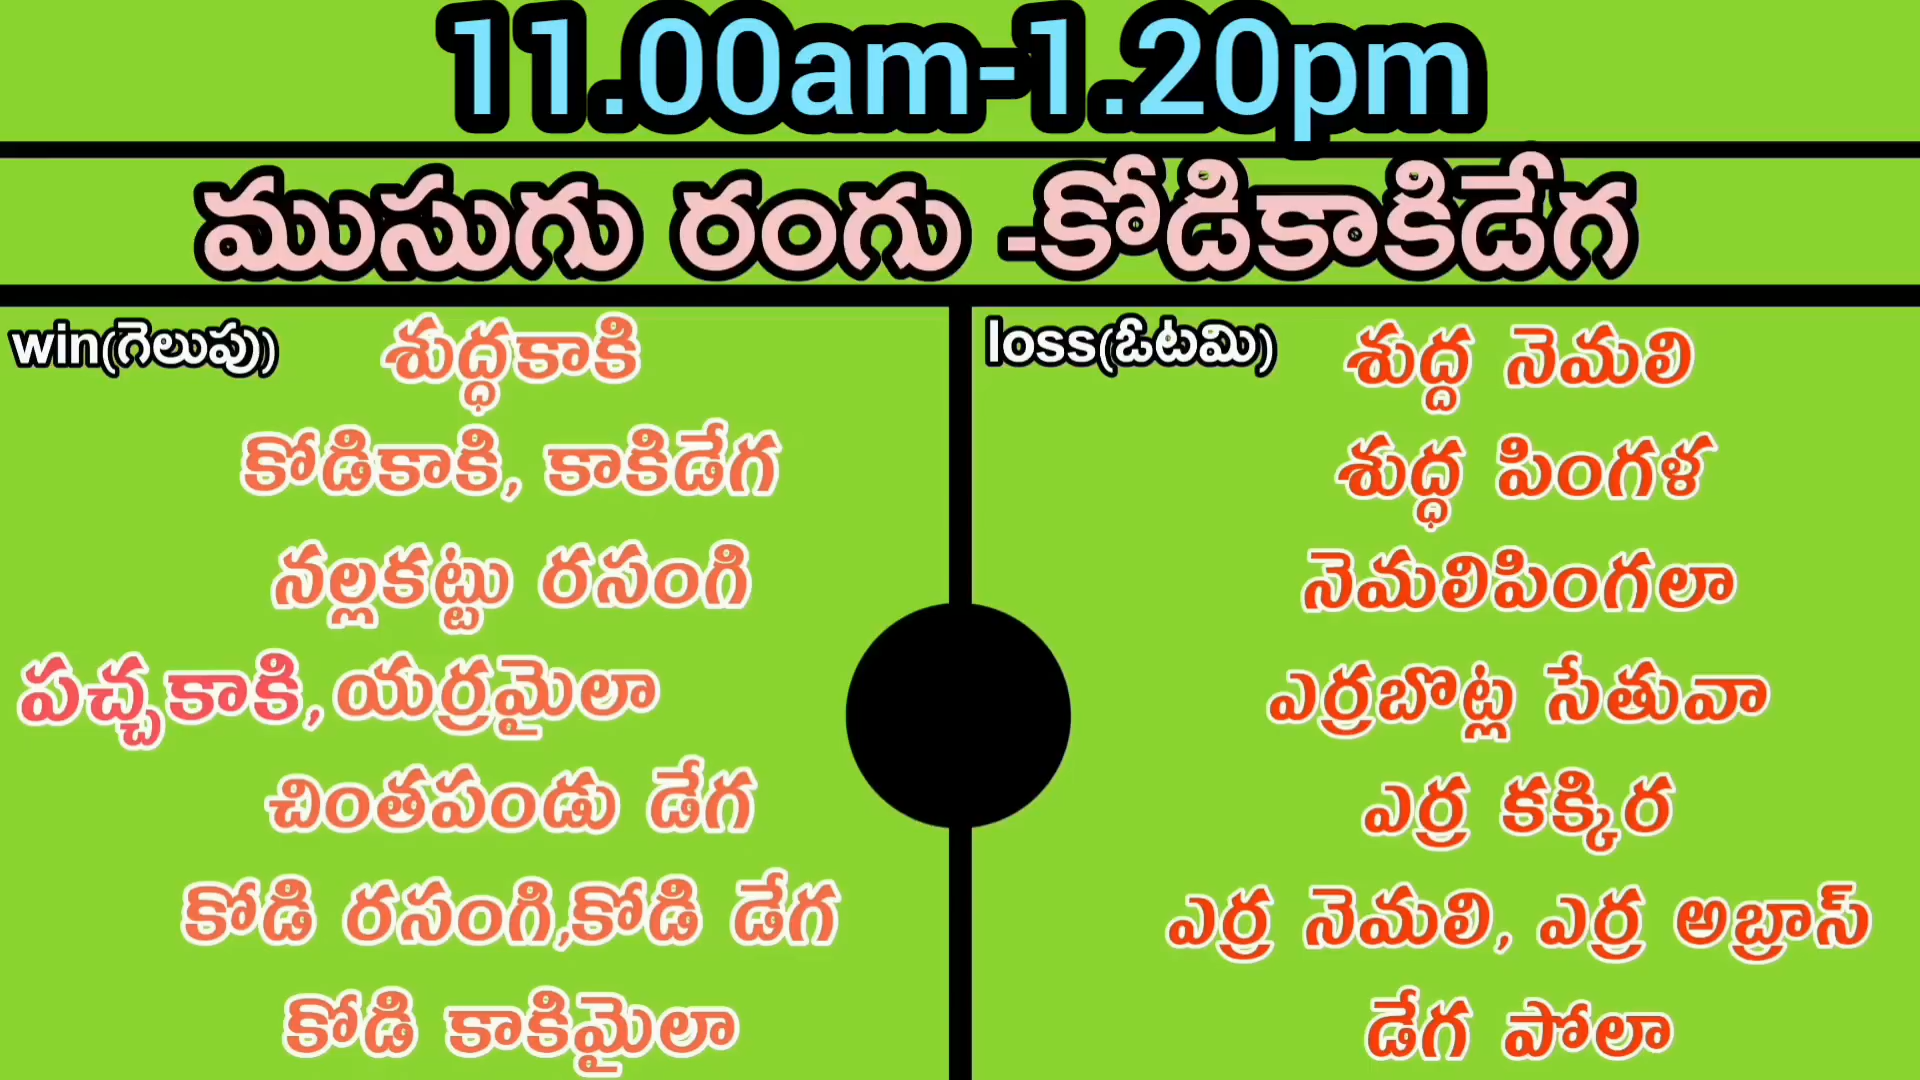 11.00am-1.20pm
ముసుగు రంగు -కోడికాకిడేగ
win(గెలుపు) శుద్ధకాకి
కోడికాకి, కాకిడేగ
నల్లకట్టు రసంగి
పచ్చకాకి, యర్రమైలా
చింతపండు డేగ
కోడి రసంగి,కోడి డేగ
కోడి కాకిమైలా
loss(ఓటమి) శుద్ద నెమలి
శుద్ధ పింగళ
నెమలిపింగలా
ఎర్రబొట్ల సేతువా
ఎర్ర కక్కిర
ఎర్ర నెమలి, ఎర్ర అబ్రాస్
డేగ పోలా